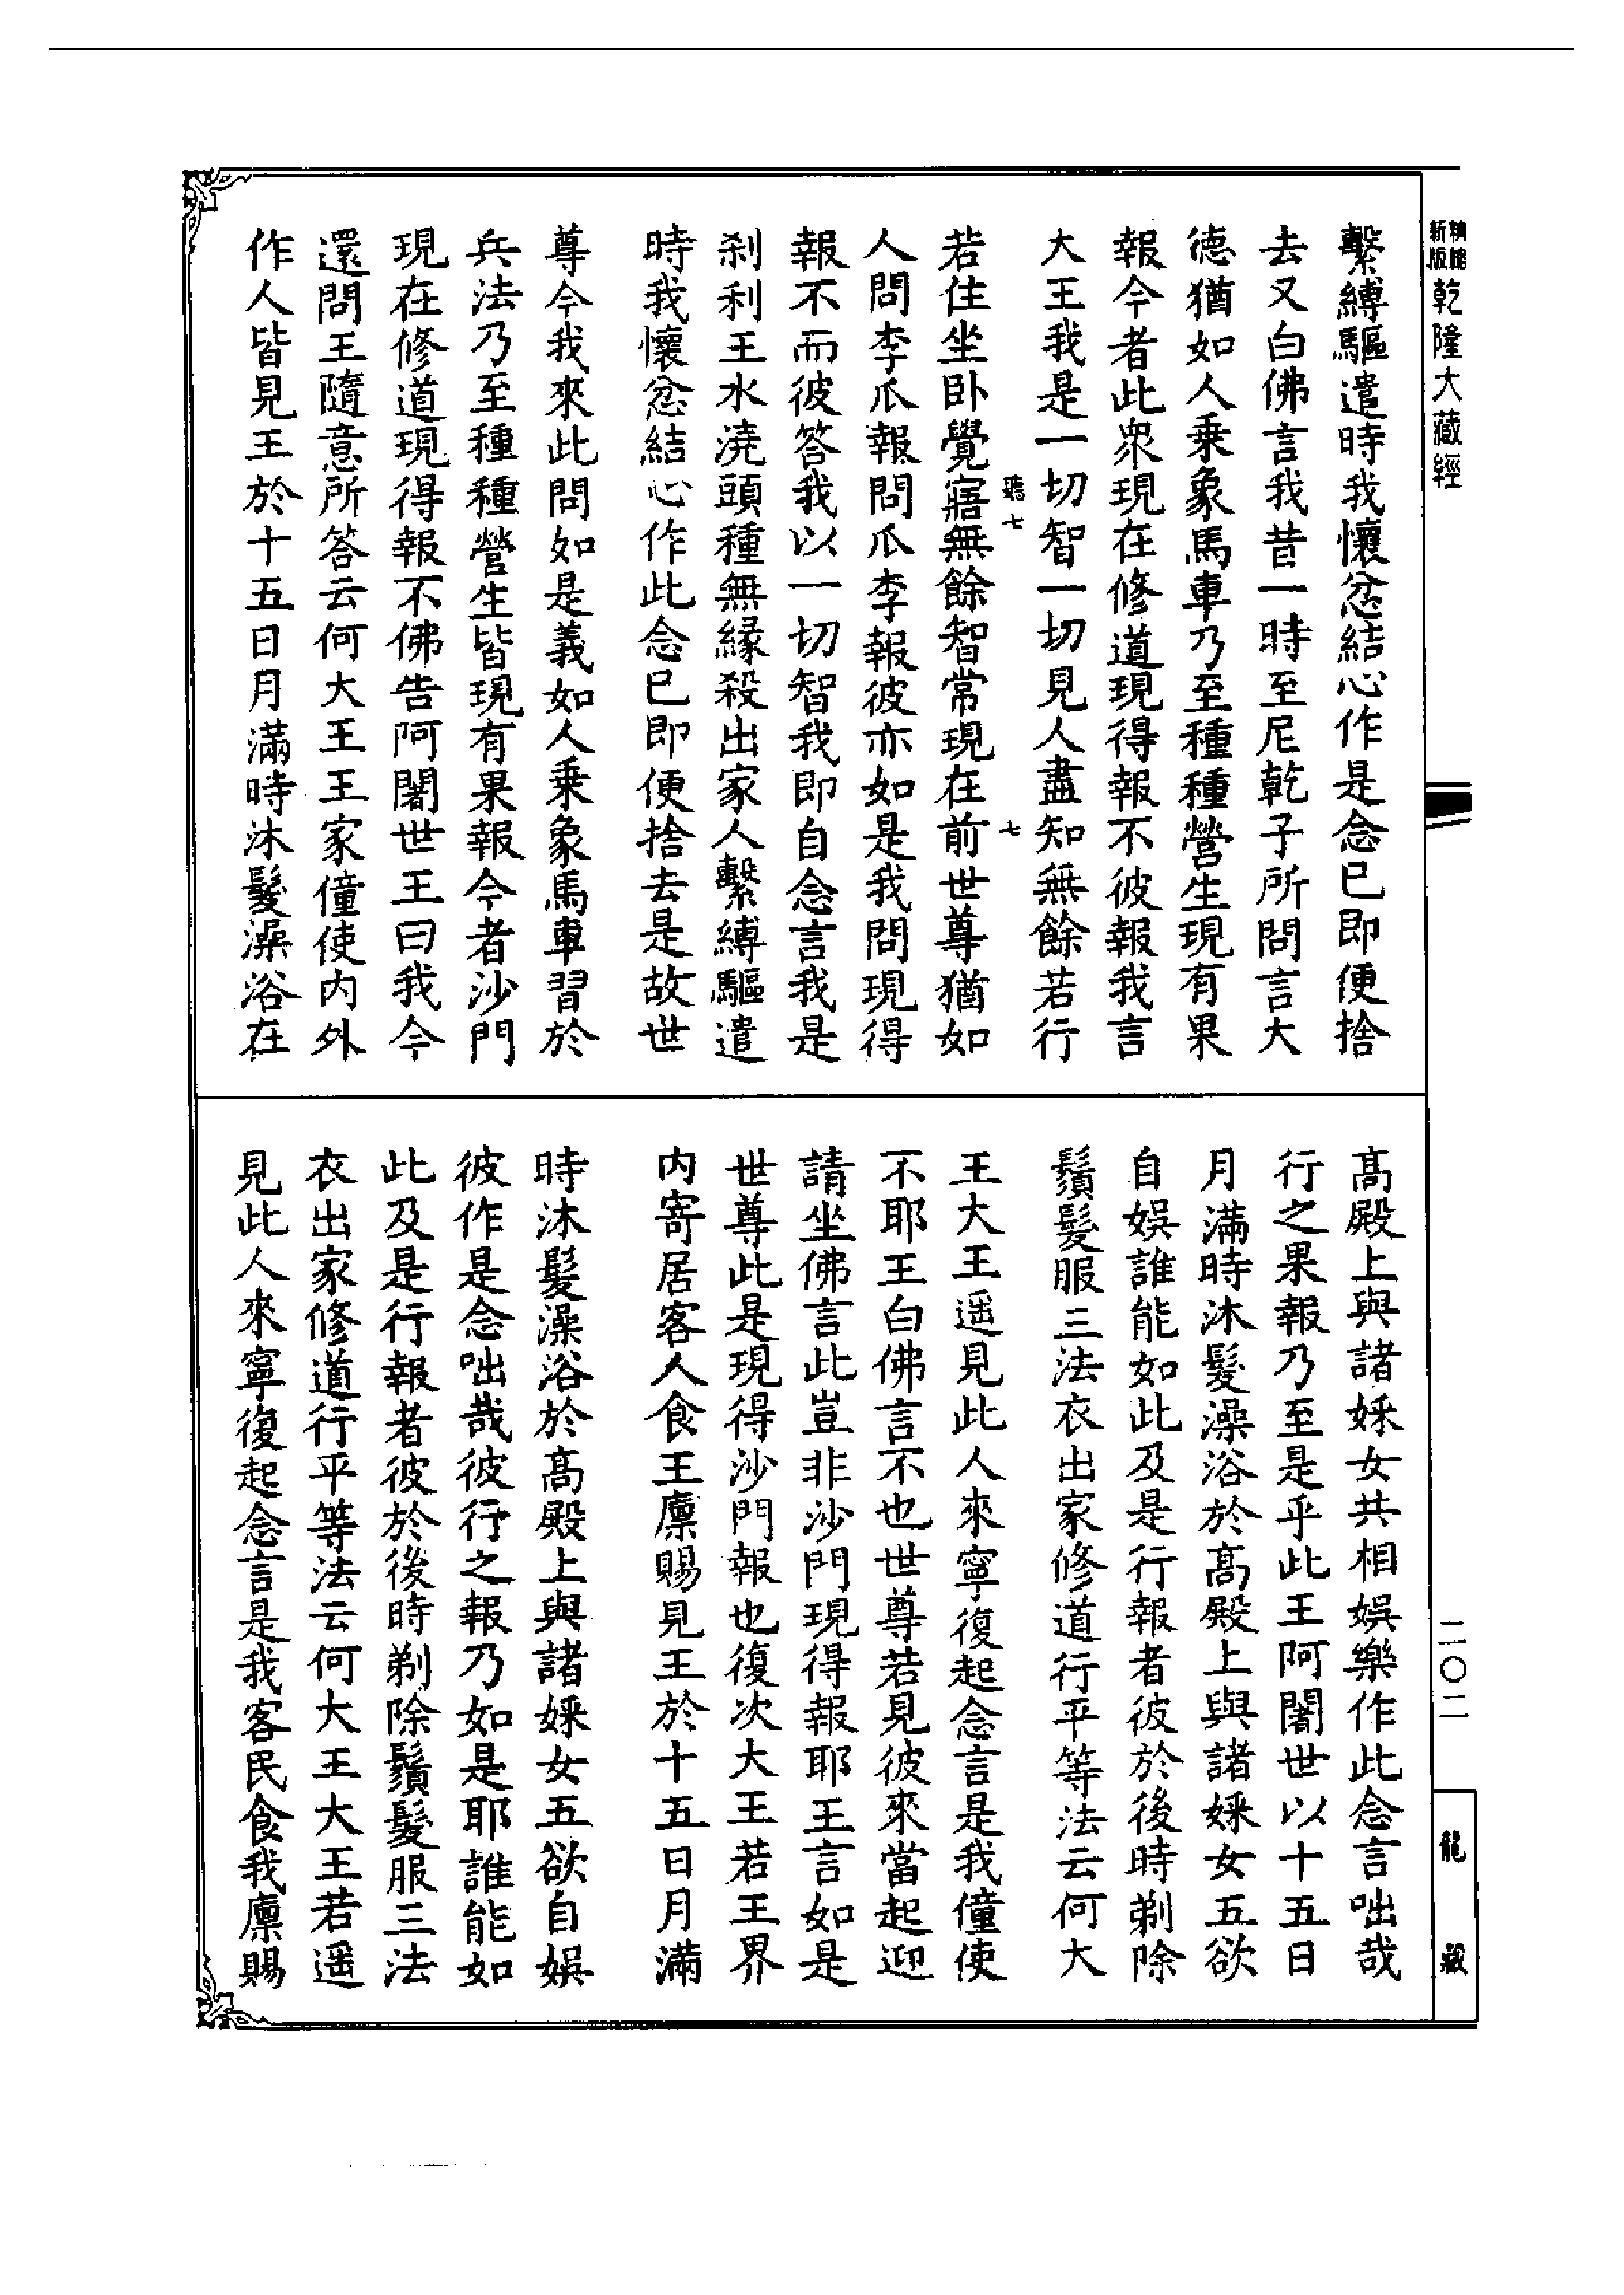 新版
精縮
乾隆大藏經
繫縛驅遣時我懷忿結心作是念已即便捨
去又白佛言我昔一時至尼乾子所問言大
德猶如人乘象馬車乃至種種營生現有果
報今者此眾現在修道現得報不彼報我言
大王我是一切智一切見人盡知無餘若行
聽七
七
若住坐卧覺寤無餘智常現在前世尊猶如
人問李瓜報問瓜李報彼亦如是我問現得
報不而彼答我以一切智我即自念言我是
刹利王水澆頭種無緣殺出家人繫縛驅遣
時我懷忿結心作此念已即便捨去是故世
尊今我來此問如是義如人乘象馬車習於
兵法乃至種種營生皆現有果報今者沙門
現在修道現得報不佛告阿闍世王曰我今
還問王隨意所答云何大王王家僮使内外
作人皆見王於十五日月滿時沐髮澡浴在
高殿上與諸婇女共相娛樂作此念言咄哉
行之果報乃至是乎此王阿闍世以十五日
月滿時沐髮澡浴於高殿上與諸婇女五欲
自娛誰能如此及是行報者彼於後時剃除
鬚髮服三法衣出家修道行平等法云何大
王大王遥見此人來寧復起念言是我僮使
不耶王白佛言不也世尊若見彼來當起迎
請坐佛言此豈非沙門現得報耶王言如是
世尊此是現得沙門報也復次大王若王界
内寄居客人食王廩賜見王於十五日月滿
時沐髮澡浴於高殿上與諸婇女五欲自娛
彼作是念咄哉彼行之報乃如是耶誰能如
此及是行報者彼於後時剃除鬚髮服三法
衣出家修道行平等法云何大王大王若遥
見此人來寧復起念言是我客民食我廩賜
二〇二
龍藏